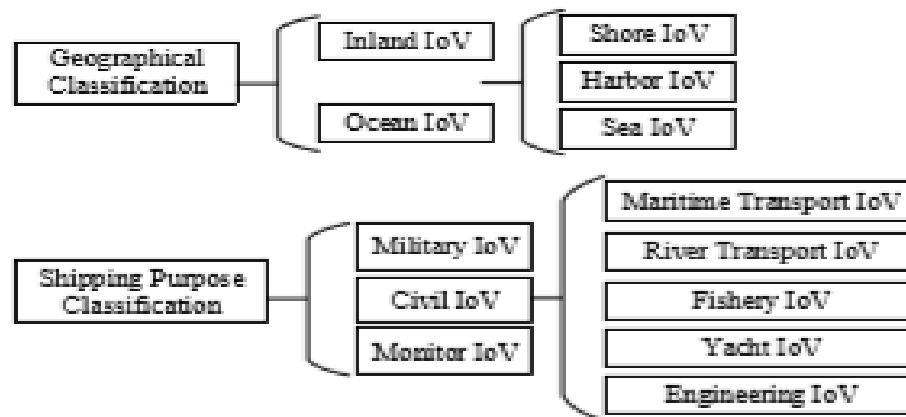 Geographical
Classification
Inland IoV
Ocean IoV
Shore IoV
Harbor IoV
Sea IoV
Shipping Purpose
Classification
Military IoV
Civil IoV
Monitor IoV
Maritime Transport IoV
River Transport IoV
Fishery IoV
Yacht IoV
Engineering IoV